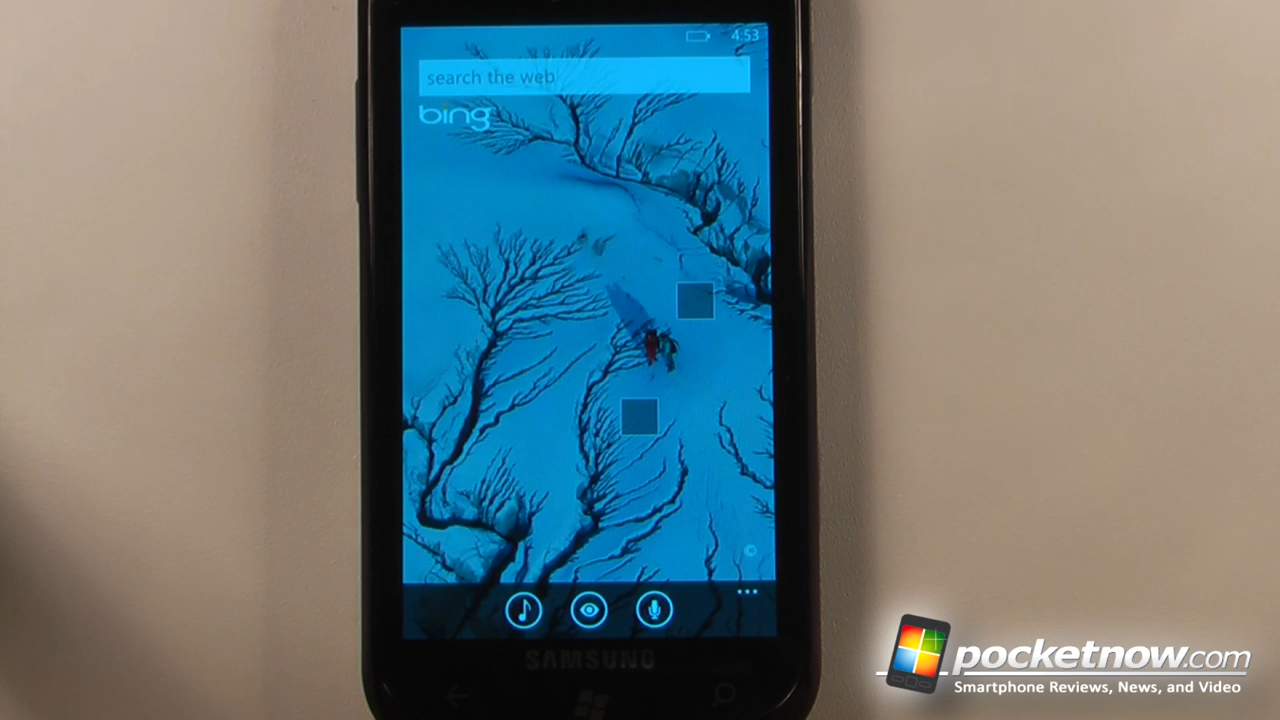 4:53
search the web
bing
©
SAMSUNG
pocketnow.com
Smartphone Reviews, News, and Video